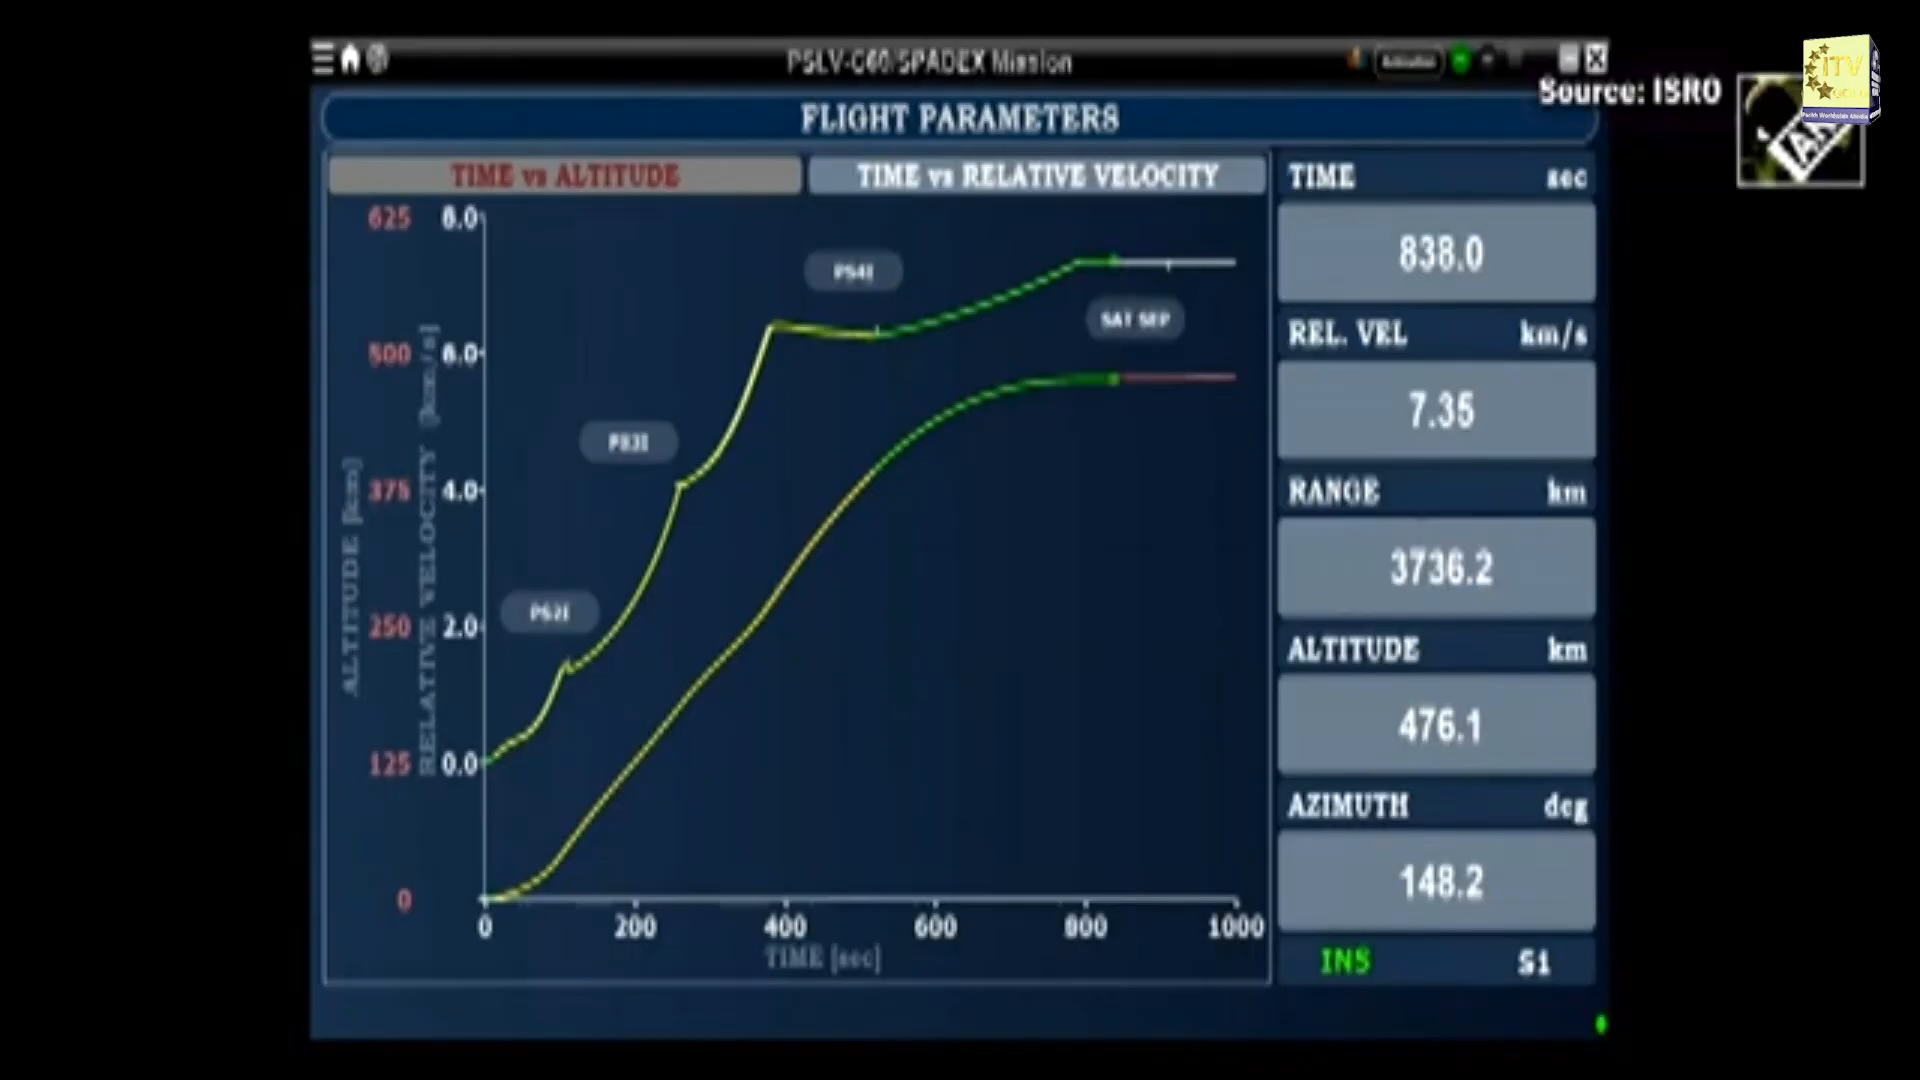 PSLV-C60/SPADEX Mission
Source: ISRO
ITV
FLIGHT PARAMETERS
TIME vs ALTITUDE
TIME vs RELATIVE VELOCITY
625
500
375
250
125
0
ALTITUDE [km]
8.0
6.0
4.0
2.0
0.0
RELATIVE VELOCITY [km/s]
PS2I
PS3I
PS4I
SAT SEP
0 200 400 600 800 1000
TIME [sec]
TIME sec
838.0
REL. VEL km/s
7.35
RANGE km
3736.2
ALTITUDE km
476.1
AZIMUTH deg
148.2
INS S1